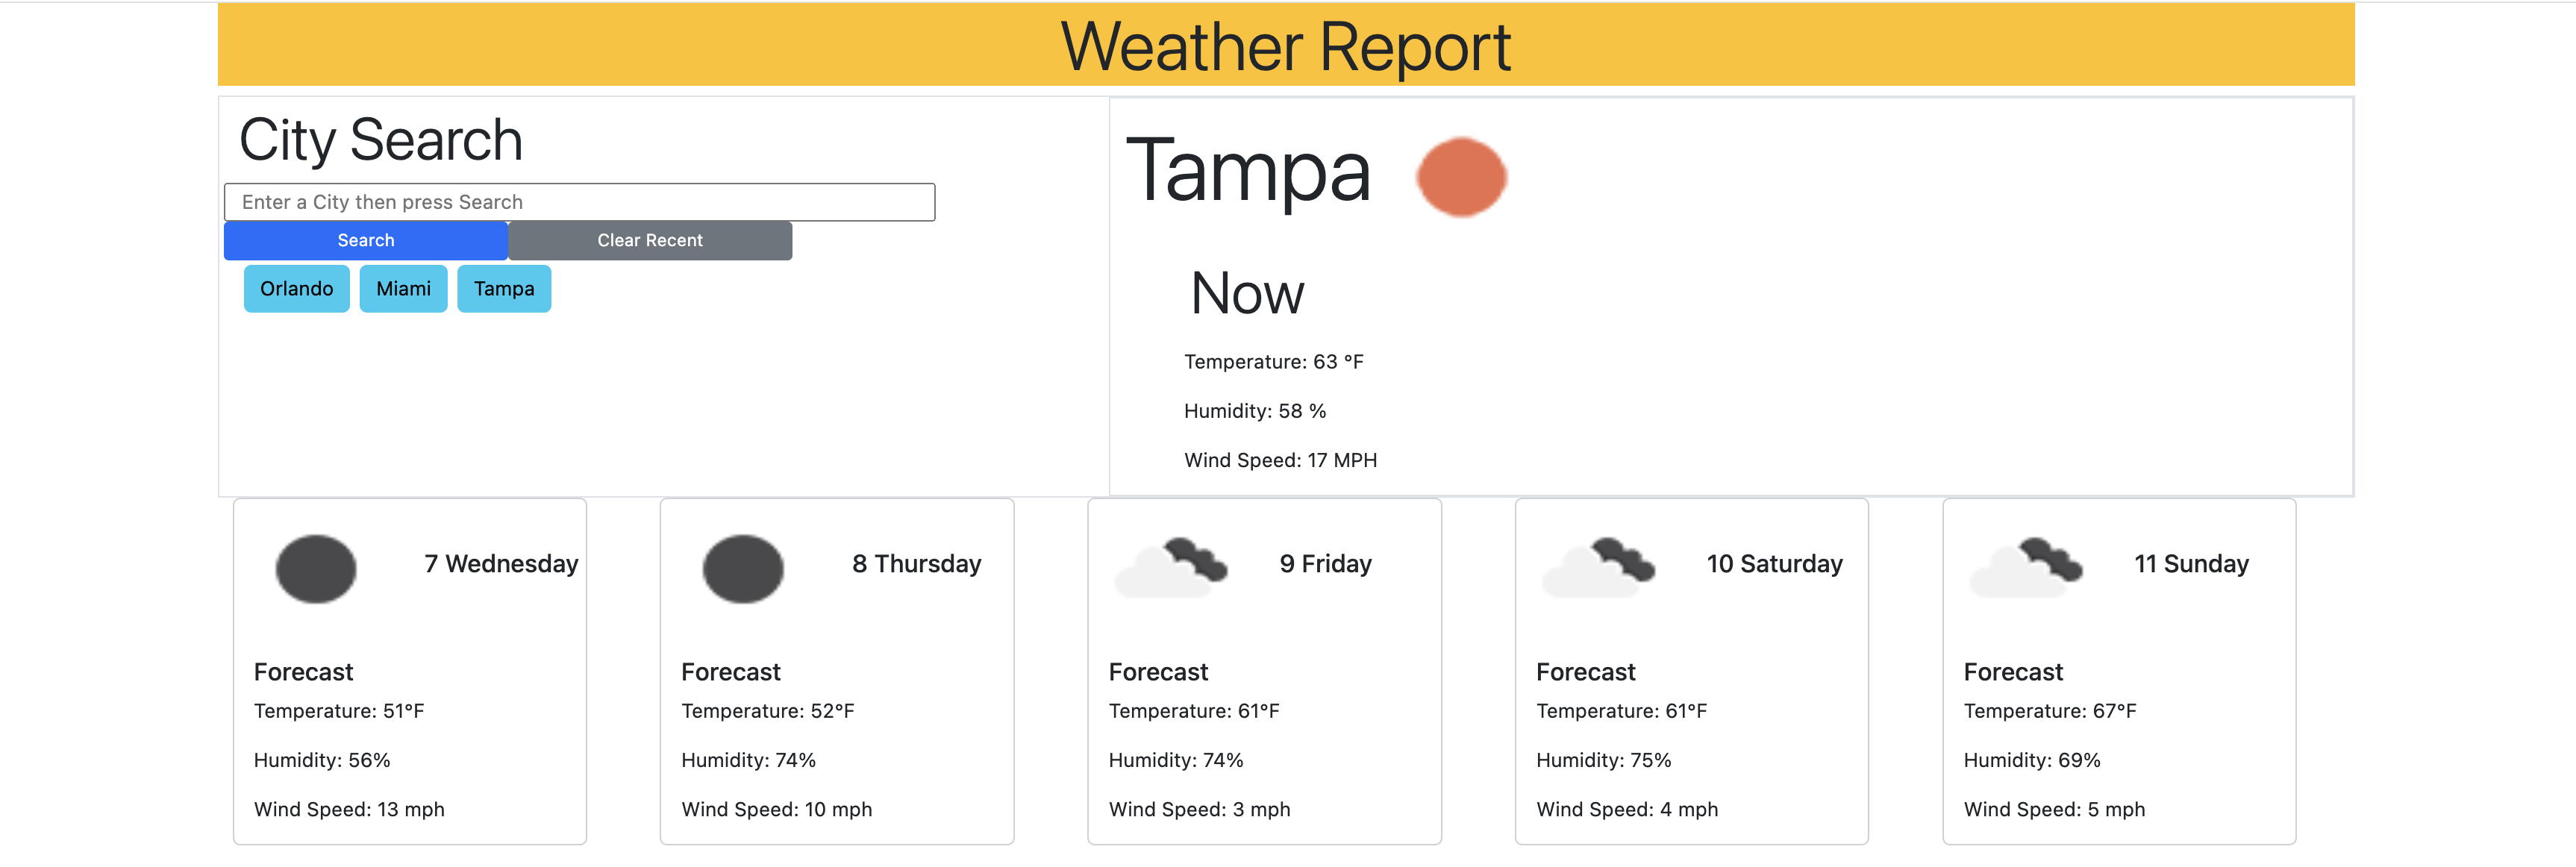 Weather Report
City Search
Enter a City then press Search
Search
Clear Recent
Orlando
Miami
Tampa
Tampa
Now
Temperature: 63 °F
Humidity: 58 %
Wind Speed: 17 MPH
7 Wednesday
Forecast
Temperature: 51°F
Humidity: 56%
Wind Speed: 13 mph
8 Thursday
Forecast
Temperature: 52°F
Humidity: 74%
Wind Speed: 10 mph
9 Friday
Forecast
Temperature: 61°F
Humidity: 74%
Wind Speed: 3 mph
10 Saturday
Forecast
Temperature: 61°F
Humidity: 75%
Wind Speed: 4 mph
11 Sunday
Forecast
Temperature: 67°F
Humidity: 69%
Wind Speed: 5 mph